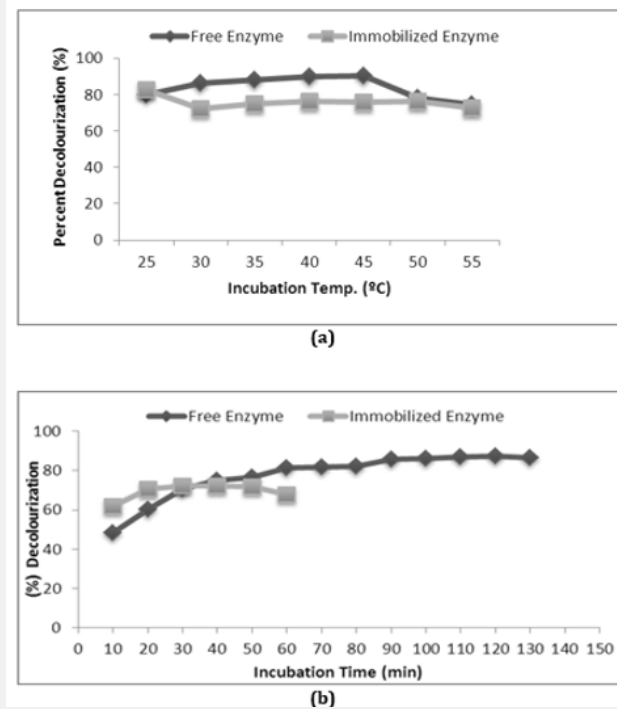 Free Enzyme Immobilized Enzyme
100
80
60
40
20
0
Percent Decolourization (%)
25 30 35 40 45 50 55
Incubation Temp. (ºC)
(a)
Free Enzyme Immobilized Enzyme
100
80
60
40
20
0
(%) Decolourization
0 10 20 30 40 50 60 70 80 90 100 110 120 130 140 150
Incubation Time (min)
(b)